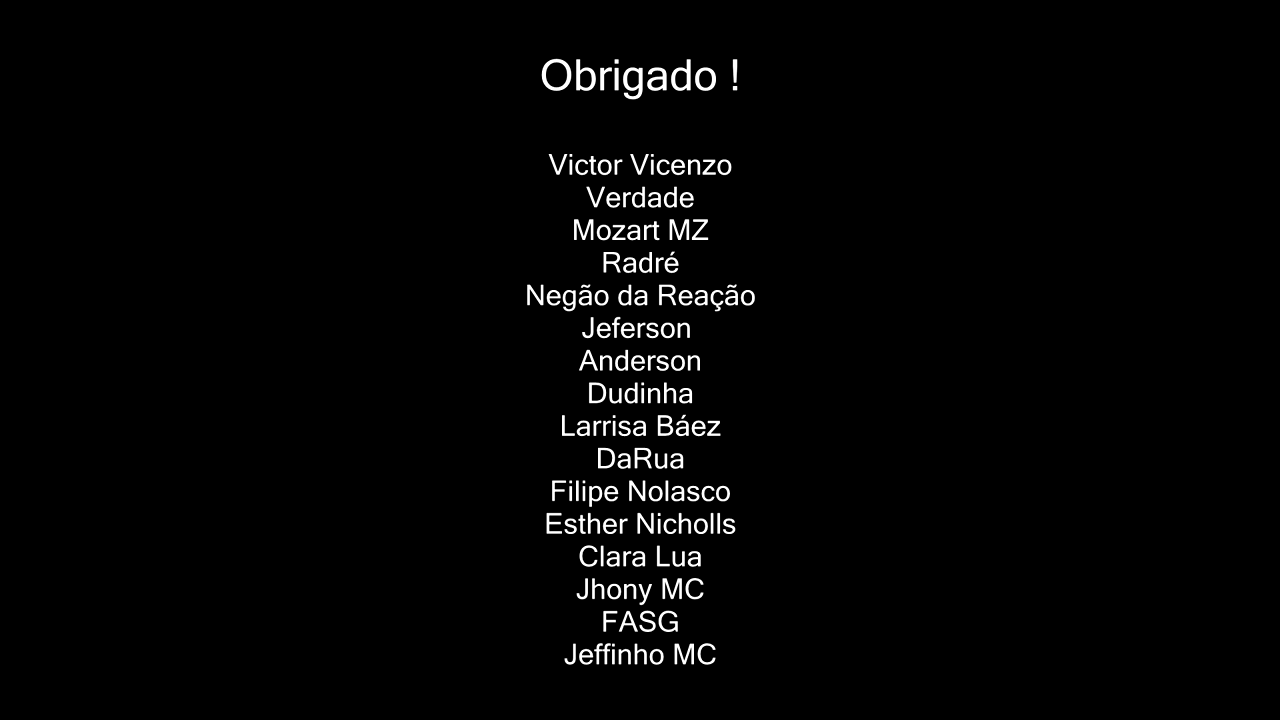 Obrigado !
Victor Vicenzo
Verdade
Mozart MZ
Radré
Negão da Reação
Jeferson
Anderson
Dudinha
Larrisa Báez
DaRua
Filipe Nolasco
Esther Nicholls
Clara Lua
Jhony MC
FASG
Jeffinho MC